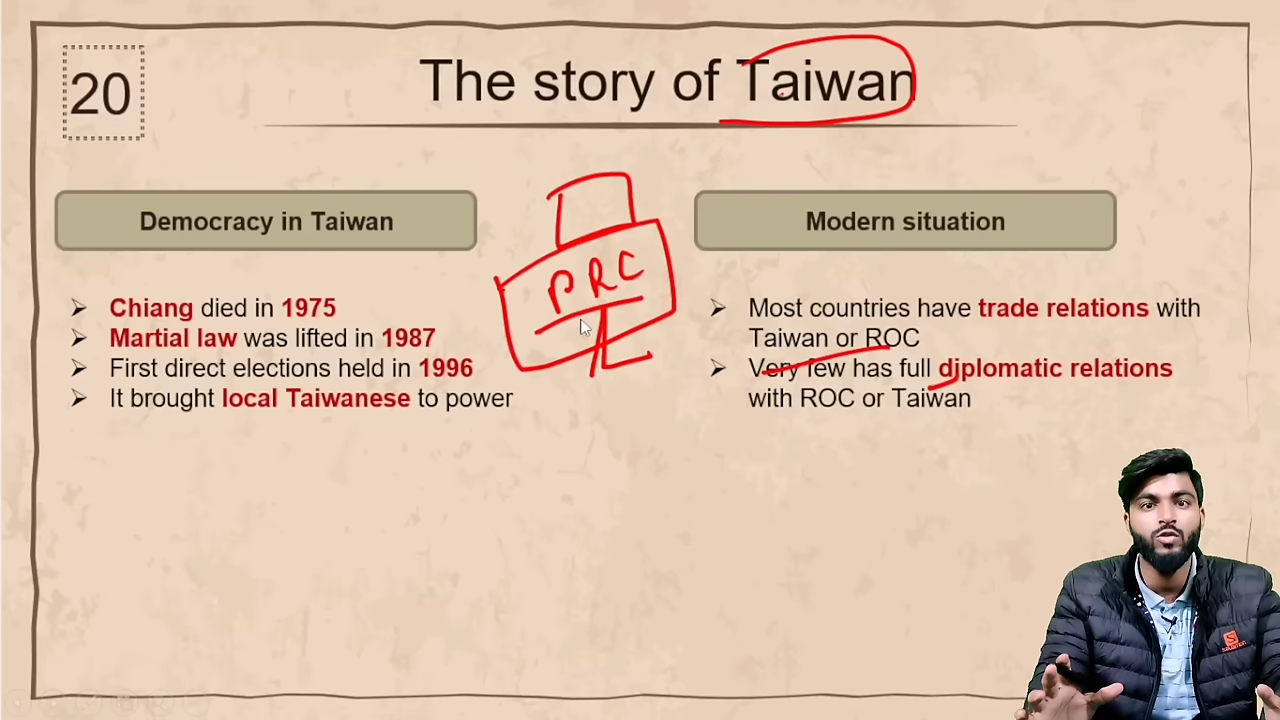 20
The story of Taiwan
Democracy in Taiwan
Chiang died in 1975
Martial law was lifted in 1987
First direct elections held in 1996
It brought local Taiwanese to power
PRC
Modern situation
Most countries have trade relations with
Taiwan or ROC
Very few has full diplomatic relations
with ROC or Taiwan